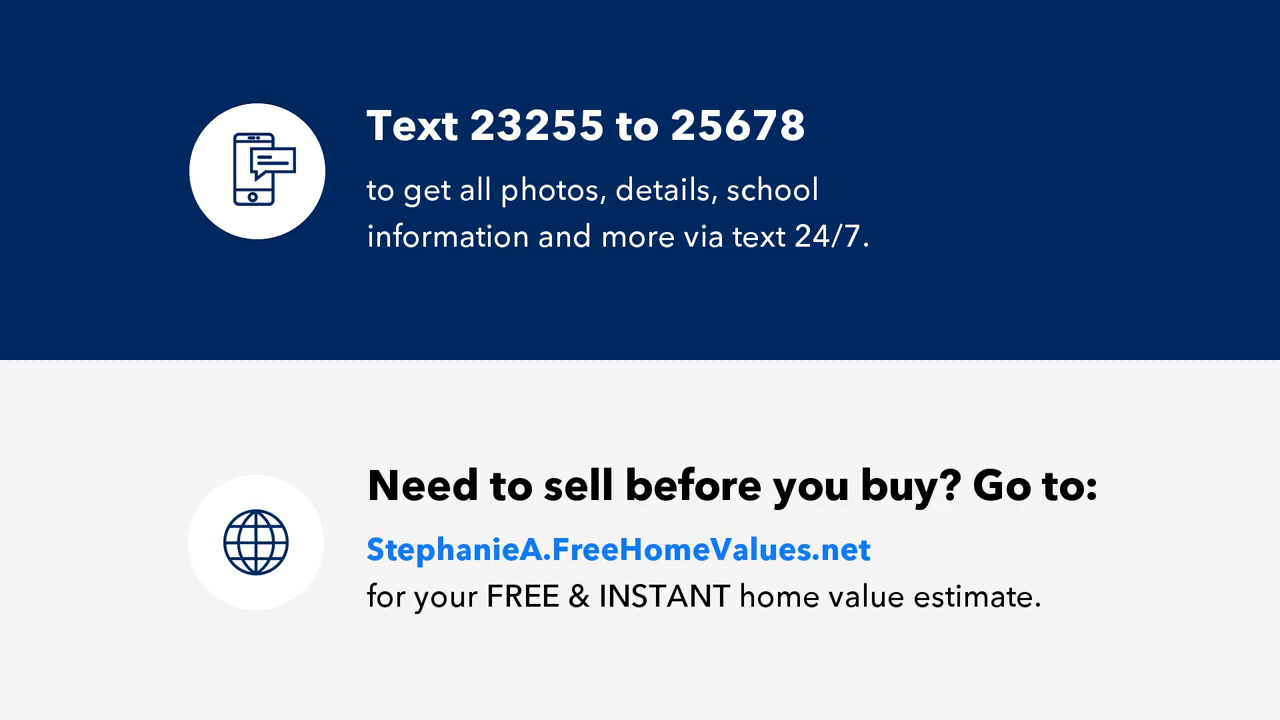 Text 23255 to 25678
to get all photos, details, school
information and more via text 24/7.
Need to sell before you buy? Go to:
StephanieA.FreeHomeValues.net
for your FREE & INSTANT home value estimate.